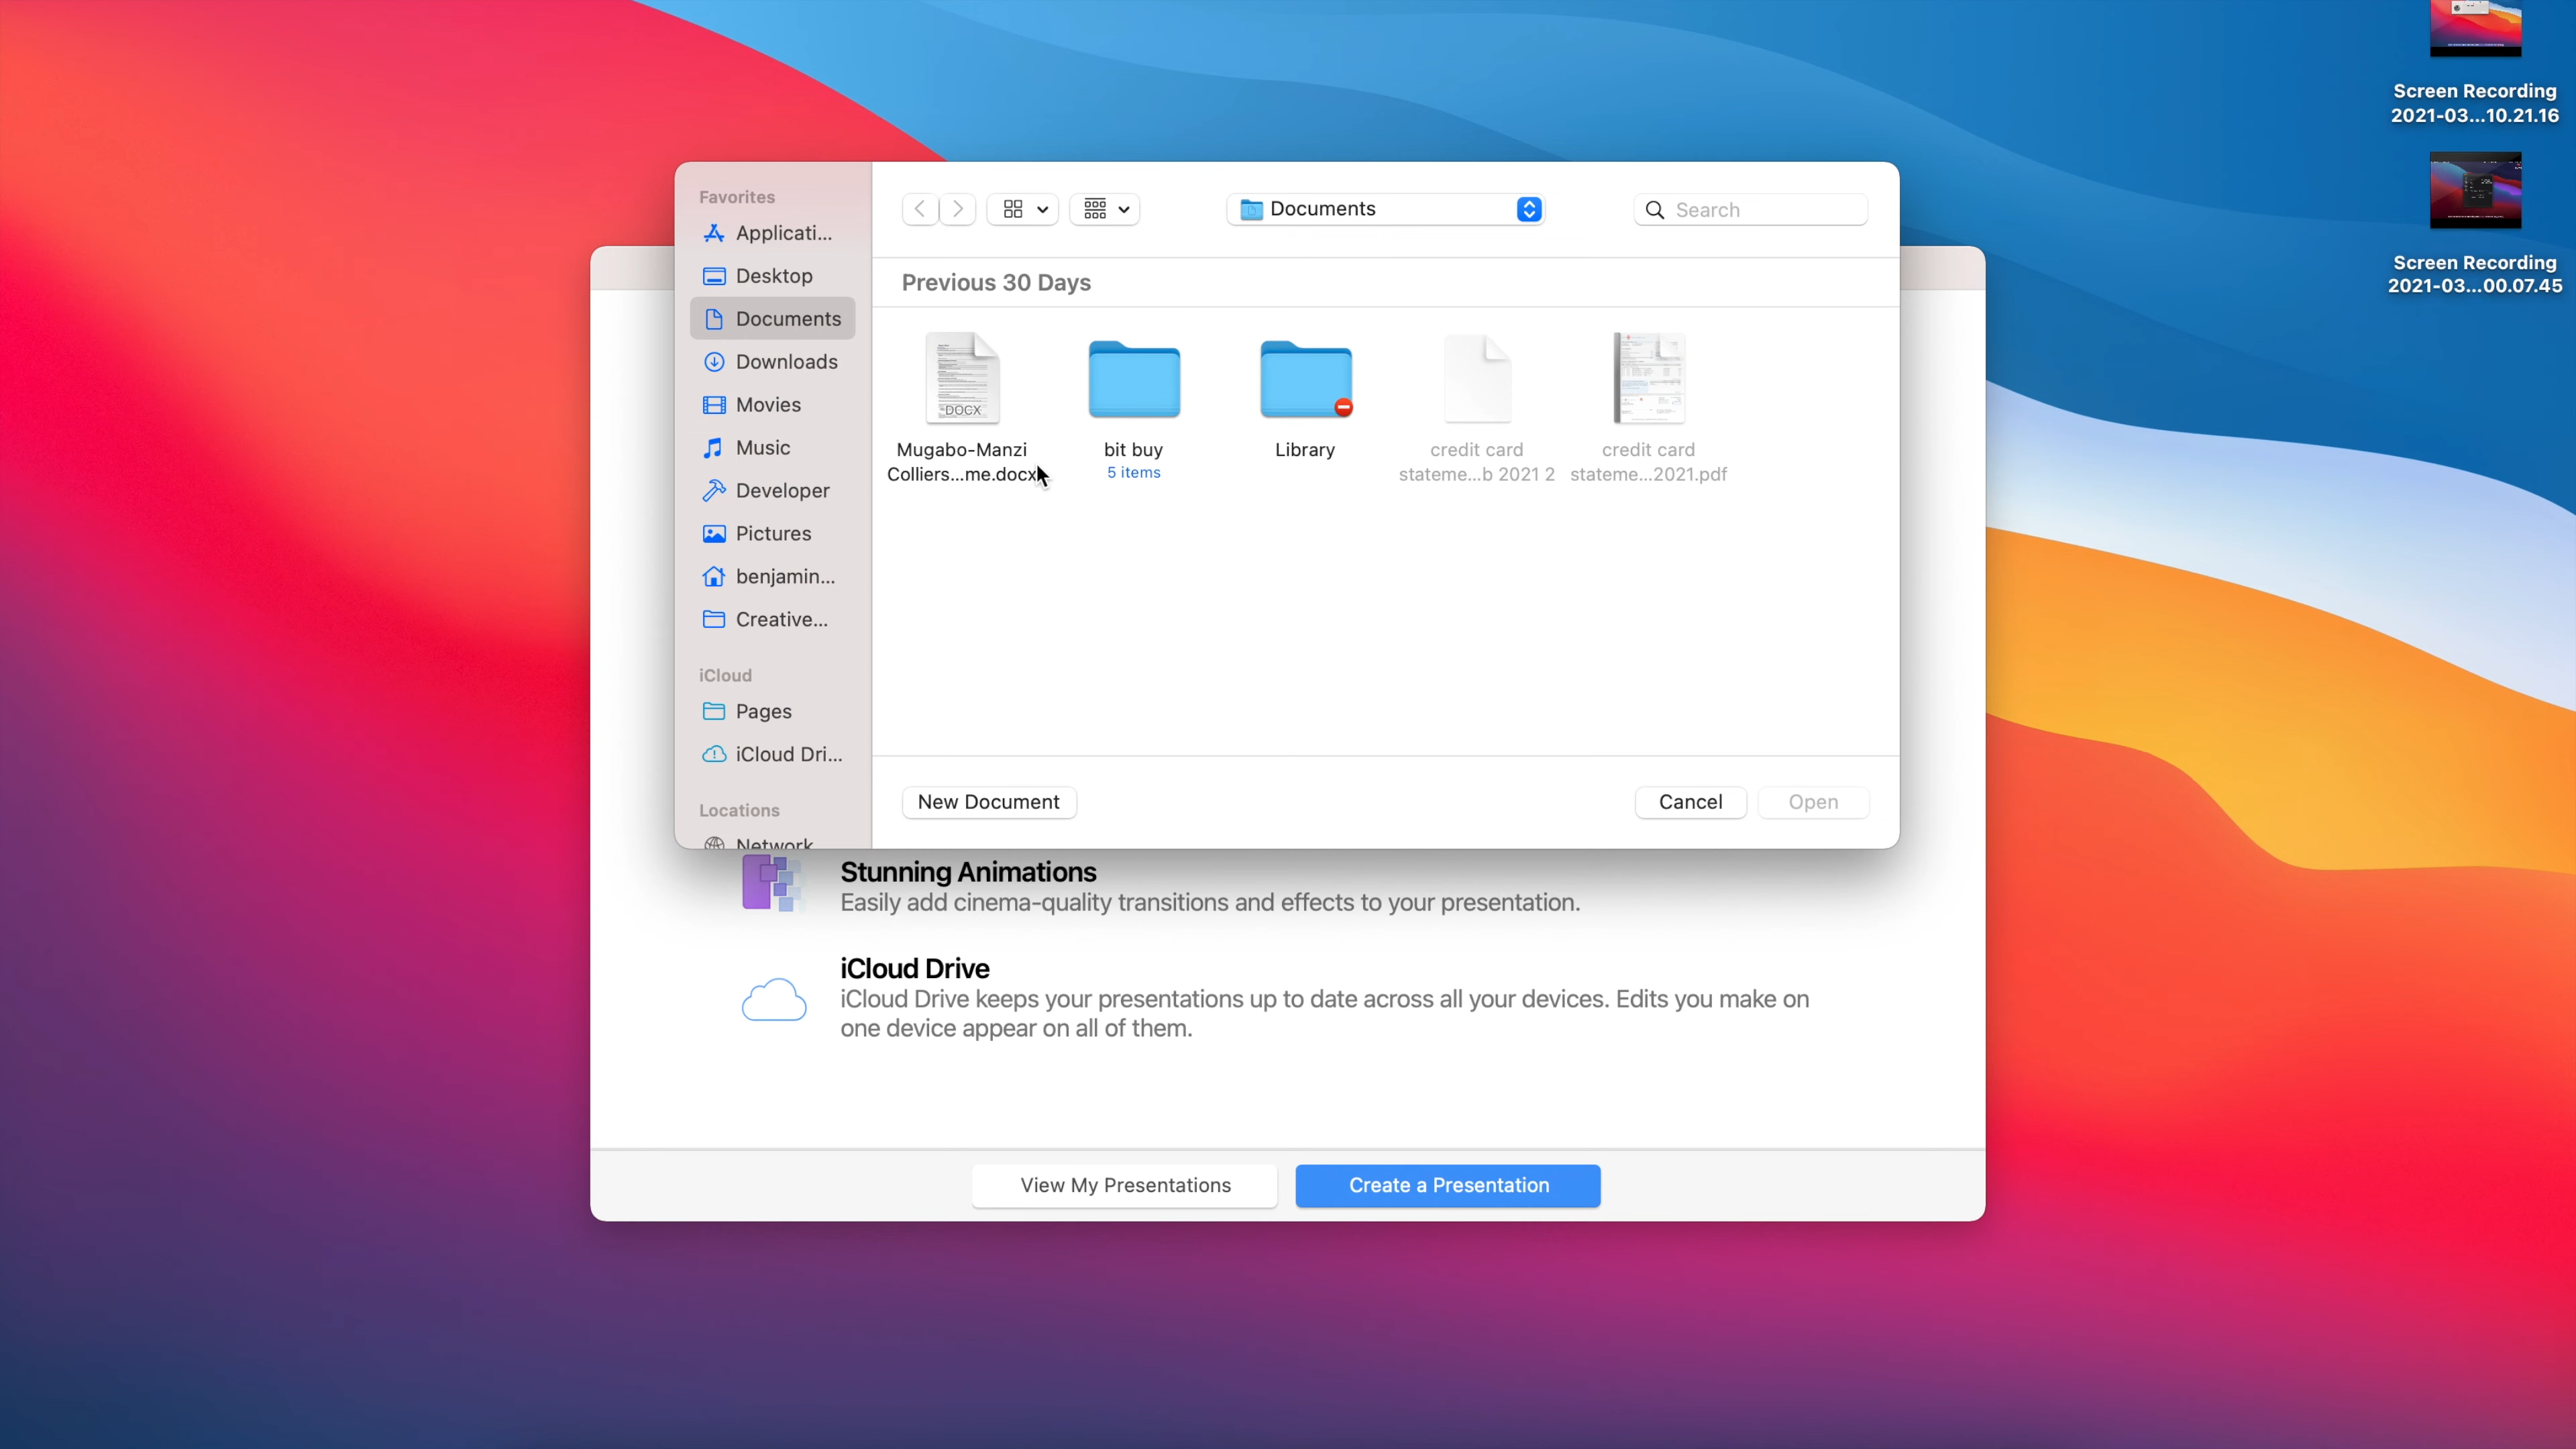 Screen Recording
2021-03...10.21.16
Screen Recording
2021-03...00.07.45
Favorites
Applicati...
Desktop
Documents
Downloads
Movies
Music
Developer
Pictures
benjamin...
Creative...
iCloud
Pages
iCloud Dri...
Locations
Network
Documents
Search
Previous 30 Days
DOCX
Mugabo-Manzi
Colliers...me.docx
bit buy
5 items
Library
credit card
stateme...b 2021 2
credit card
stateme...2021.pdf
New Document
Cancel
Open
Stunning Animations
Easily add cinema-quality transitions and effects to your presentation.
iCloud Drive
iCloud Drive keeps your presentations up to date across all your devices. Edits you make on
one device appear on all of them.
View My Presentations
Create a Presentation